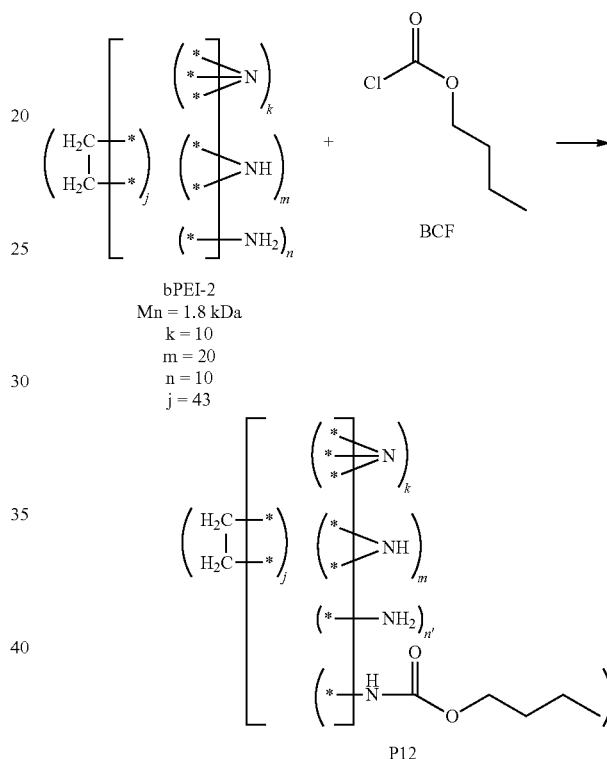 20
25
30
35
40
* * * N k
H₂C * H₂C * j
* * NH m
* NH₂ n
+
O
Cl O
BCF
bPEI-2
Mn = 1.8 kDa
k = 10
m = 20
n = 10
j = 43
* * * N k
H₂C * H₂C * j
* * NH m
* NH₂ n'
* H N O O
P12